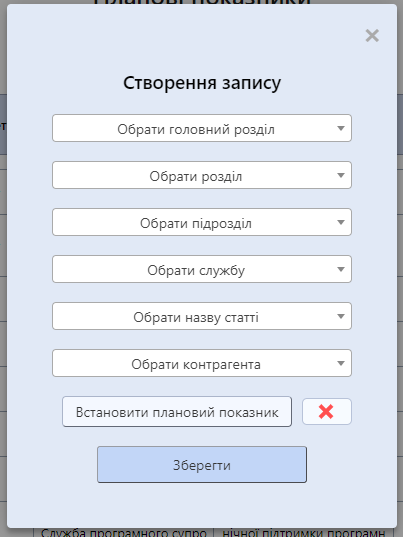 Планові показники
×
Створення запису
Обрати головний розділ
Обрати розділ
Обрати підрозділ
Обрати службу
Обрати назву статті
Обрати контрагента
Встановити плановий показник
Зберегти
Служба програмного супро
нічної підтримки програмн